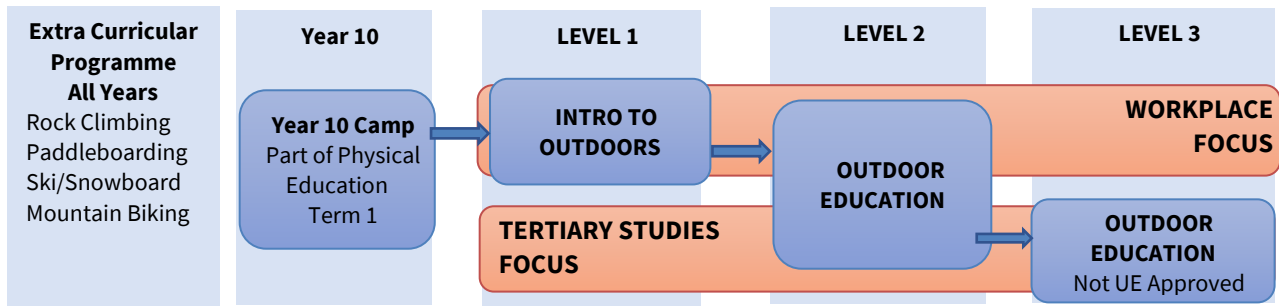 Extra Curricular
Programme
All Years
Rock Climbing
Paddleboarding
Ski/Snowboard
Mountain Biking
Year 10
Year 10 Camp
Part of Physical
Education
Term 1
LEVEL 1
INTRO TO
OUTDOORS
TERTIARY STUDIES
FOCUS
LEVEL 2
OUTDOOR
EDUCATION
LEVEL 3
WORKPLACE
FOCUS
OUTDOOR
EDUCATION
Not UE Approved